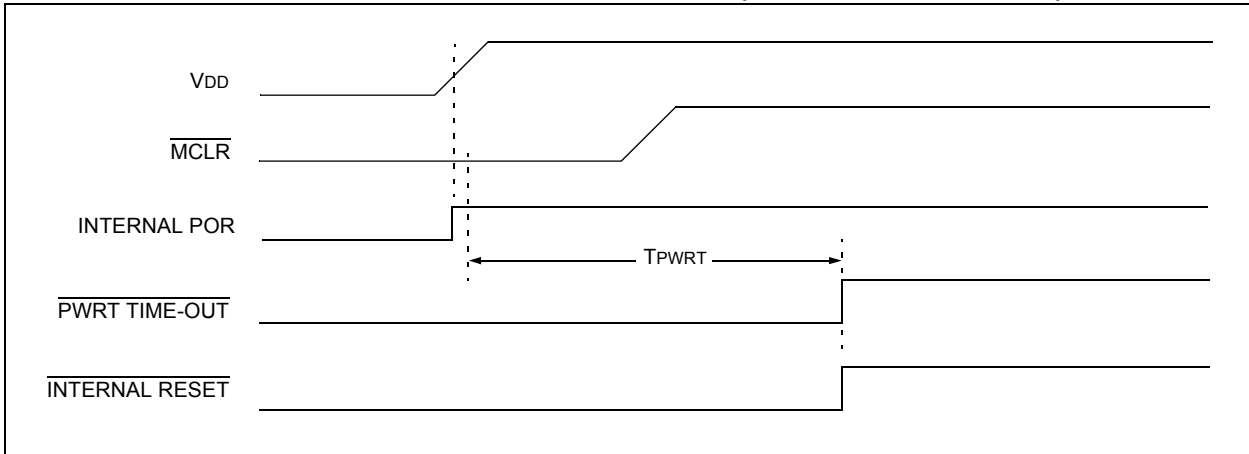 VDD
MCLR
INTERNAL POR
TPWRT
PWRT TIME-OUT
INTERNAL RESET